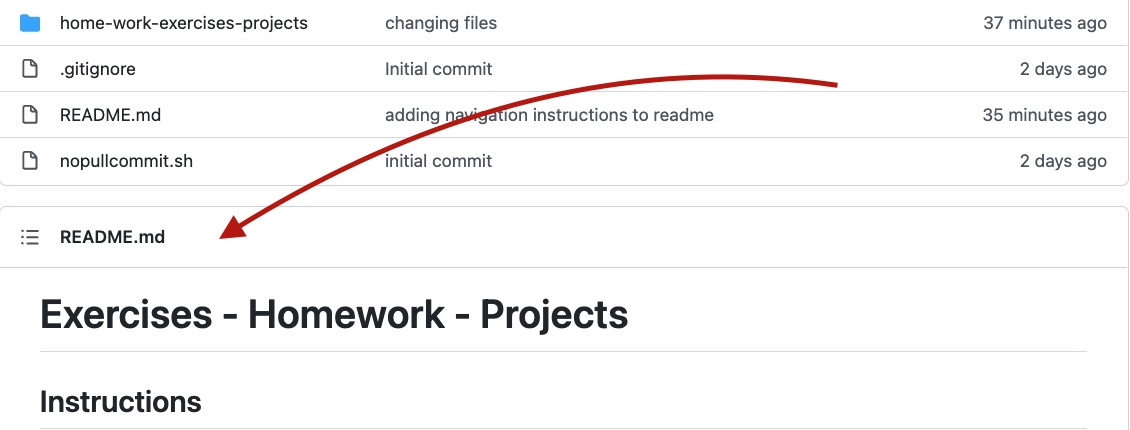 home-work-exercises-projects changing files 37 minutes ago
.gitignore Initial commit 2 days ago
README.md adding navigation instructions to readme 35 minutes ago
nopullcommit.sh initial commit 2 days ago
README.md
Exercises - Homework - Projects
Instructions